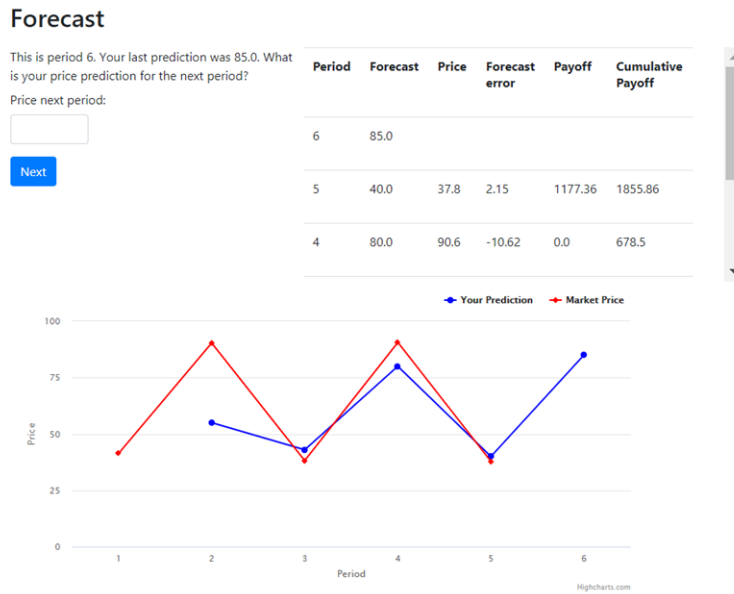 Forecast
This is period 6. Your last prediction was 85.0. What
is your price prediction for the next period?
Price next period:
Next
Period Forecast Price Forecast error Payoff Cumulative Payoff
6 85.0
5 40.0 37.8 2.15 1177.36 1855.86
4 80.0 90.6 -10.62 0.0 678.5
Your Prediction Market Price
100
75
50
25
0
Price
1 2 3 4 5 6
Period
Highcharts.com